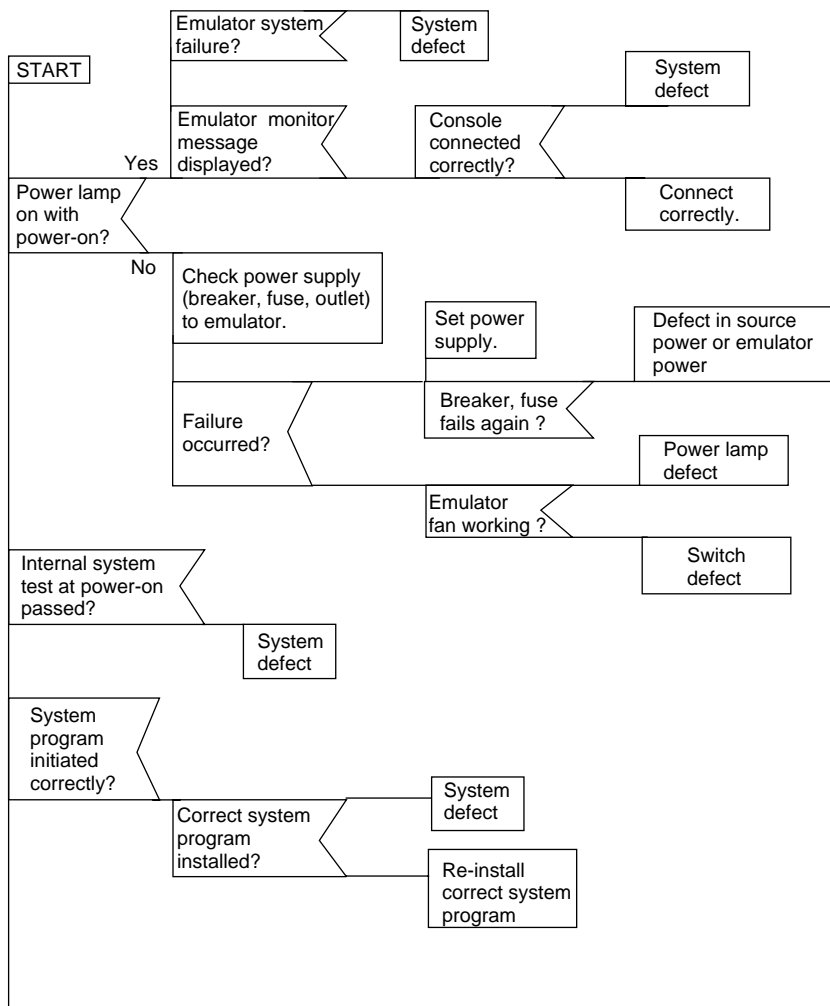 START
Emulator system
failure?
System
defect
Emulator monitor
message
displayed?
Console
connected
correctly?
System
defect
Yes
Power lamp
on with
power-on?
Connect
correctly.
No
Check power supply
(breaker, fuse, outlet)
to emulator.
Set power
supply.
Defect in source
power or emulator
power
Failure
occurred?
Breaker, fuse
fails again ?
Power lamp
defect
Emulator
fan working ?
Switch
defect
Internal system
test at power-on
passed?
System
defect
System
program
initiated
correctly?
Correct system
program
installed?
System
defect
Re-install
correct system
program